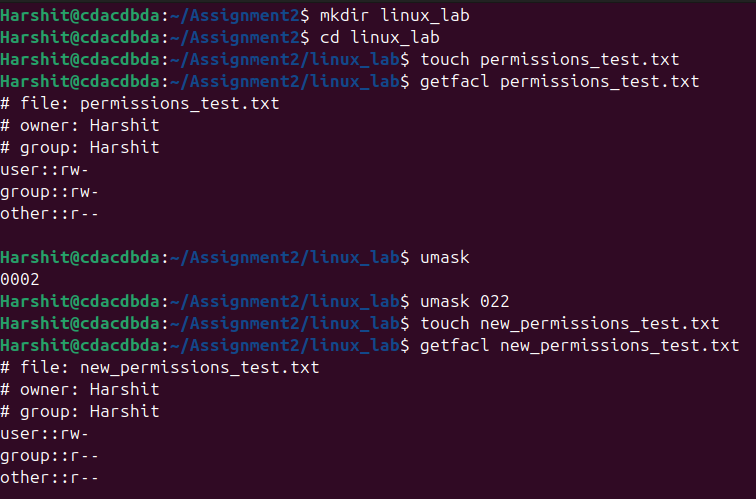 Harshit@cdacdbda:~/Assignment2$ mkdir linux_lab
Harshit@cdacdbda:~/Assignment2$ cd linux_lab
Harshit@cdacdbda:~/Assignment2/linux_lab$ touch permissions_test.txt
Harshit@cdacdbda:~/Assignment2/linux_lab$ getfacl permissions_test.txt
# file: permissions_test.txt
# owner: Harshit
# group: Harshit
user::rw-
group::rw-
other::r--

Harshit@cdacdbda:~/Assignment2/linux_lab$ umask
0002
Harshit@cdacdbda:~/Assignment2/linux_lab$ umask 022
Harshit@cdacdbda:~/Assignment2/linux_lab$ touch new_permissions_test.txt
Harshit@cdacdbda:~/Assignment2/linux_lab$ getfacl new_permissions_test.txt
# file: new_permissions_test.txt
# owner: Harshit
# group: Harshit
user::rw-
group::r--
other::r--